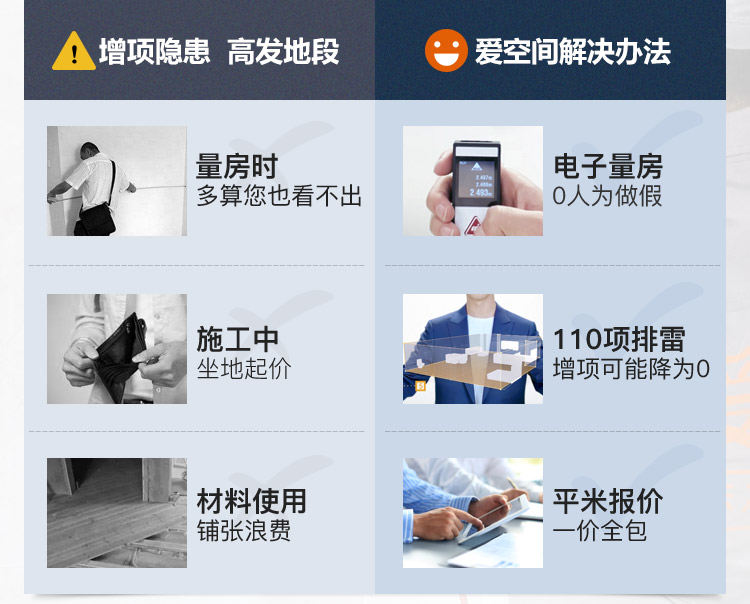 增项隐患 高发地段
爱空间解决办法
量房时
多算您也看不出
电子量房
0人为做假
施工中
坐地起价
110项排雷
增项可能降为0
材料使用
铺张浪费
平米报价
一价全包